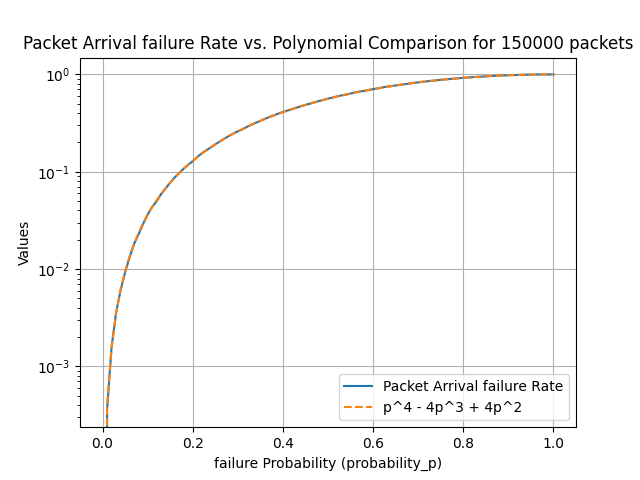 Packet Arrival failure Rate vs. Polynomial Comparison for 150000 packets
10^0
10^-1
10^-2
10^-3
Values
Packet Arrival failure Rate
p^4 - 4p^3 + 4p^2
0.0 0.2 0.4 0.6 0.8 1.0
failure Probability (probability_p)